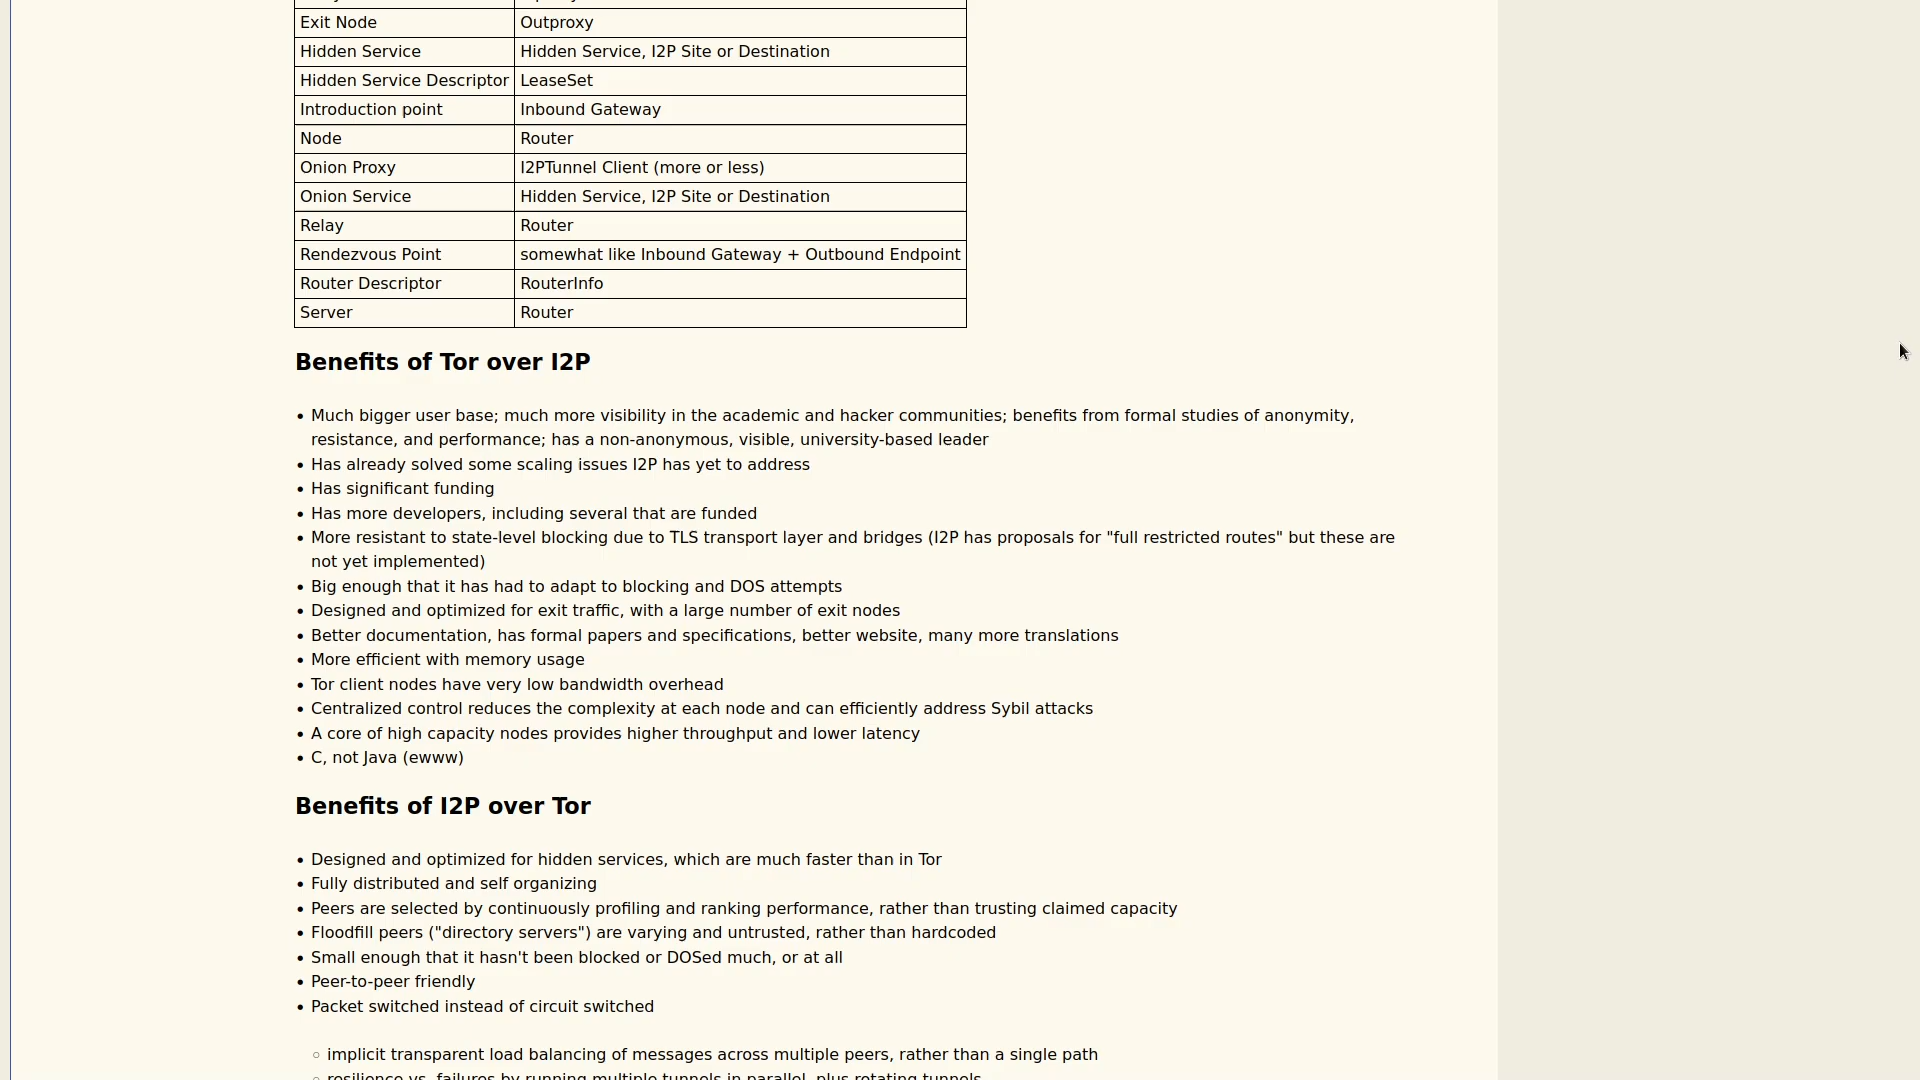 Exit Node Outproxy
Hidden Service Hidden Service, I2P Site or Destination
Hidden Service Descriptor LeaseSet
Introduction point Inbound Gateway
Node Router
Onion Proxy I2PTunnel Client (more or less)
Onion Service Hidden Service, I2P Site or Destination
Relay Router
Rendezvous Point somewhat like Inbound Gateway + Outbound Endpoint
Router Descriptor RouterInfo
Server Router
Benefits of Tor over I2P
• Much bigger user base; much more visibility in the academic and hacker communities; benefits from formal studies of anonymity,
resistance, and performance; has a non-anonymous, visible, university-based leader
• Has already solved some scaling issues I2P has yet to address
• Has significant funding
• Has more developers, including several that are funded
• More resistant to state-level blocking due to TLS transport layer and bridges (I2P has proposals for "full restricted routes" but these are
not yet implemented)
• Big enough that it has had to adapt to blocking and DOS attempts
• Designed and optimized for exit traffic, with a large number of exit nodes
• Better documentation, has formal papers and specifications, better website, many more translations
• More efficient with memory usage
• Tor client nodes have very low bandwidth overhead
• Centralized control reduces the complexity at each node and can efficiently address Sybil attacks
• A core of high capacity nodes provides higher throughput and lower latency
• C, not Java (ewww)
Benefits of I2P over Tor
• Designed and optimized for hidden services, which are much faster than in Tor
• Fully distributed and self organizing
• Peers are selected by continuously profiling and ranking performance, rather than trusting claimed capacity
• Floodfill peers ("directory servers") are varying and untrusted, rather than hardcoded
• Small enough that it hasn't been blocked or DOSed much, or at all
• Peer-to-peer friendly
• Packet switched instead of circuit switched
◦ implicit transparent load balancing of messages across multiple peers, rather than a single path
◦ resilience vs. failures by running multiple tunnels in parallel, plus rotating tunnels